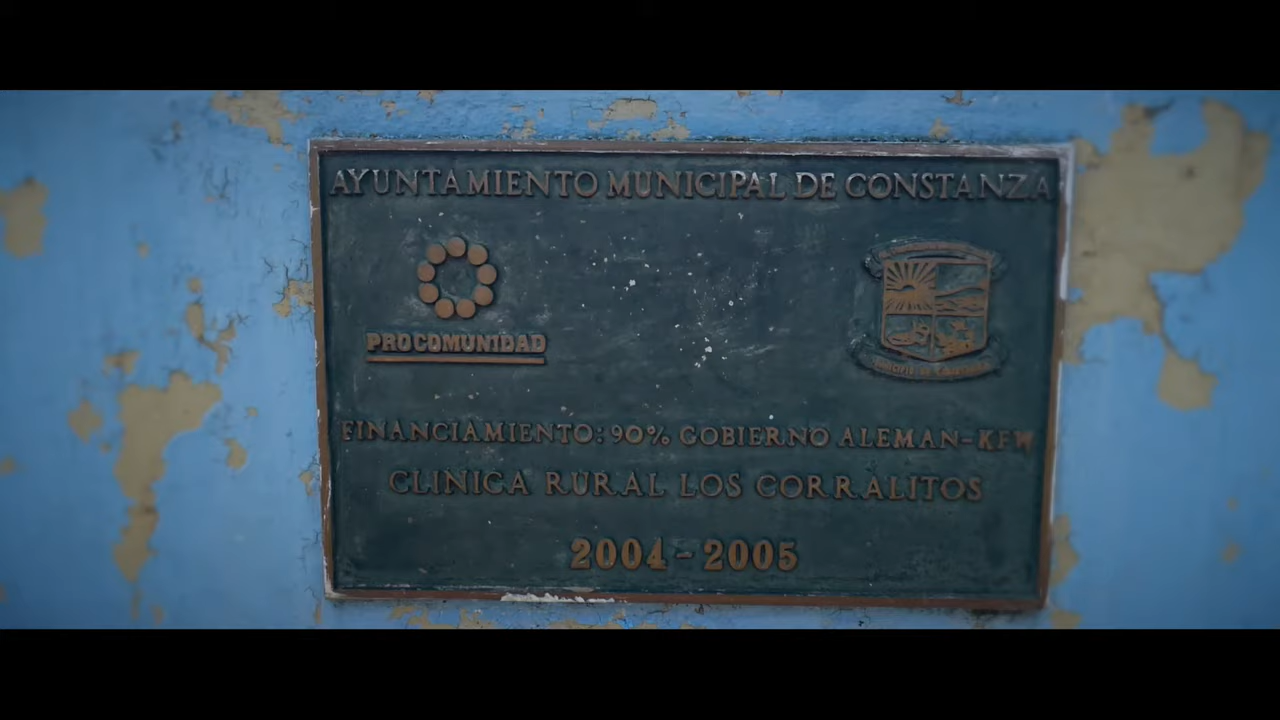 AYUNTAMIENTO MUNICIPAL DE CONSTANZA
PROCOMUNIDAD
FINANCIAMIENTO: 90% GOBIERNO ALEMAN-KFW
CLINICA RURAL LOS CORRALITOS
2004-2005